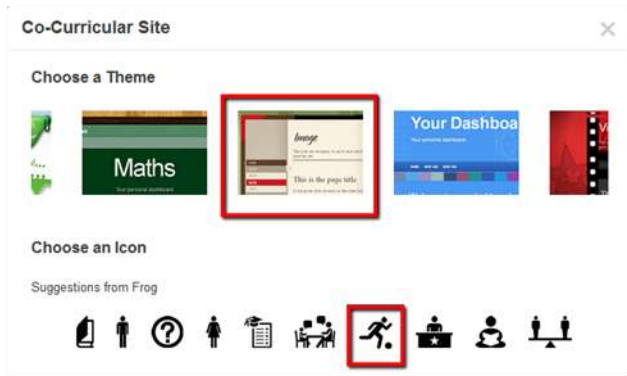 Co-Curricular Site
Choose a Theme
Maths
Your personal dashboard
Image
This is the page title
Your Dashboa
Your personal dashboard
Choose an Icon
Suggestions from Frog